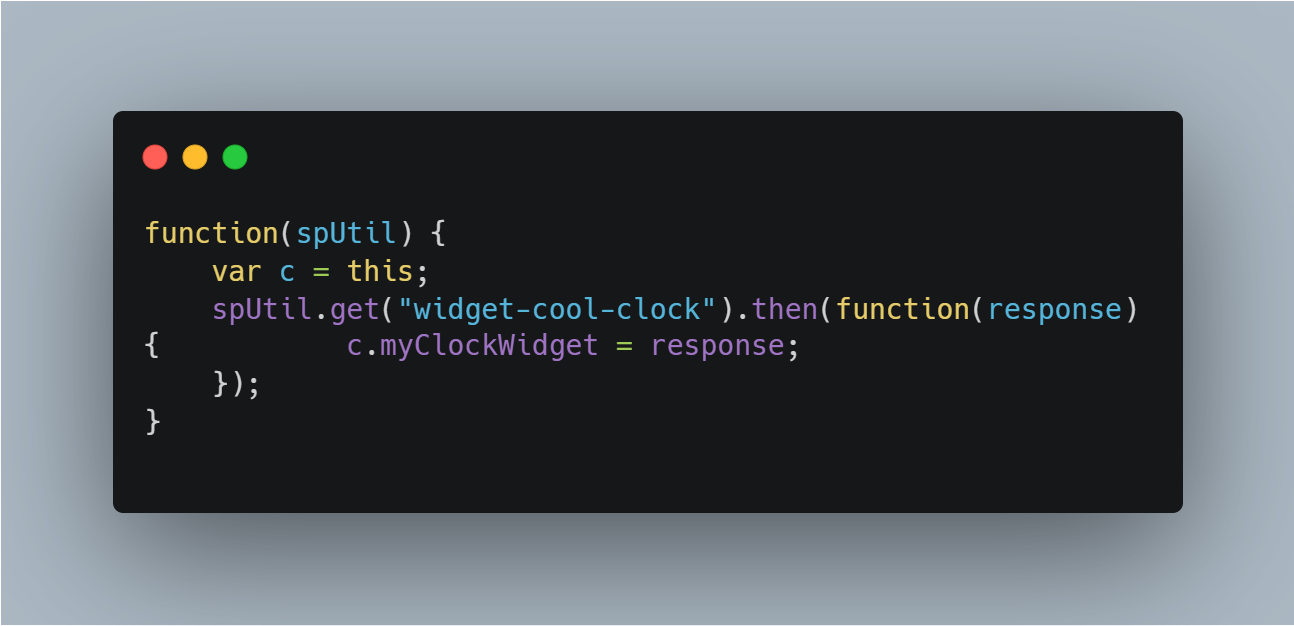 function(spUtil) {
    var c = this;
    spUtil.get("widget-cool-clock").then(function(response)
{           c.myClockWidget = response;
    });
}